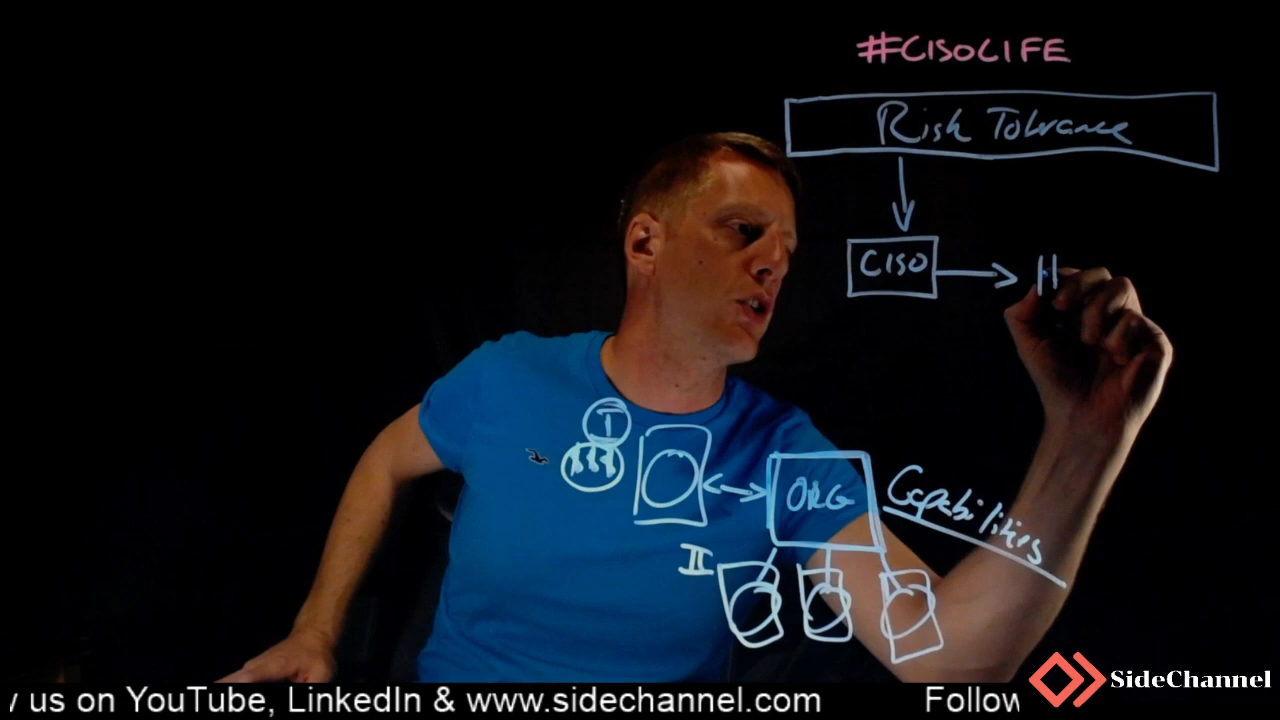 #CISOLIFE
Risk Tolerance
CISO
H
I
ORG
Capabilities
II
w us on YouTube, LinkedIn & www.sidechannel.com Follow
SideChannel